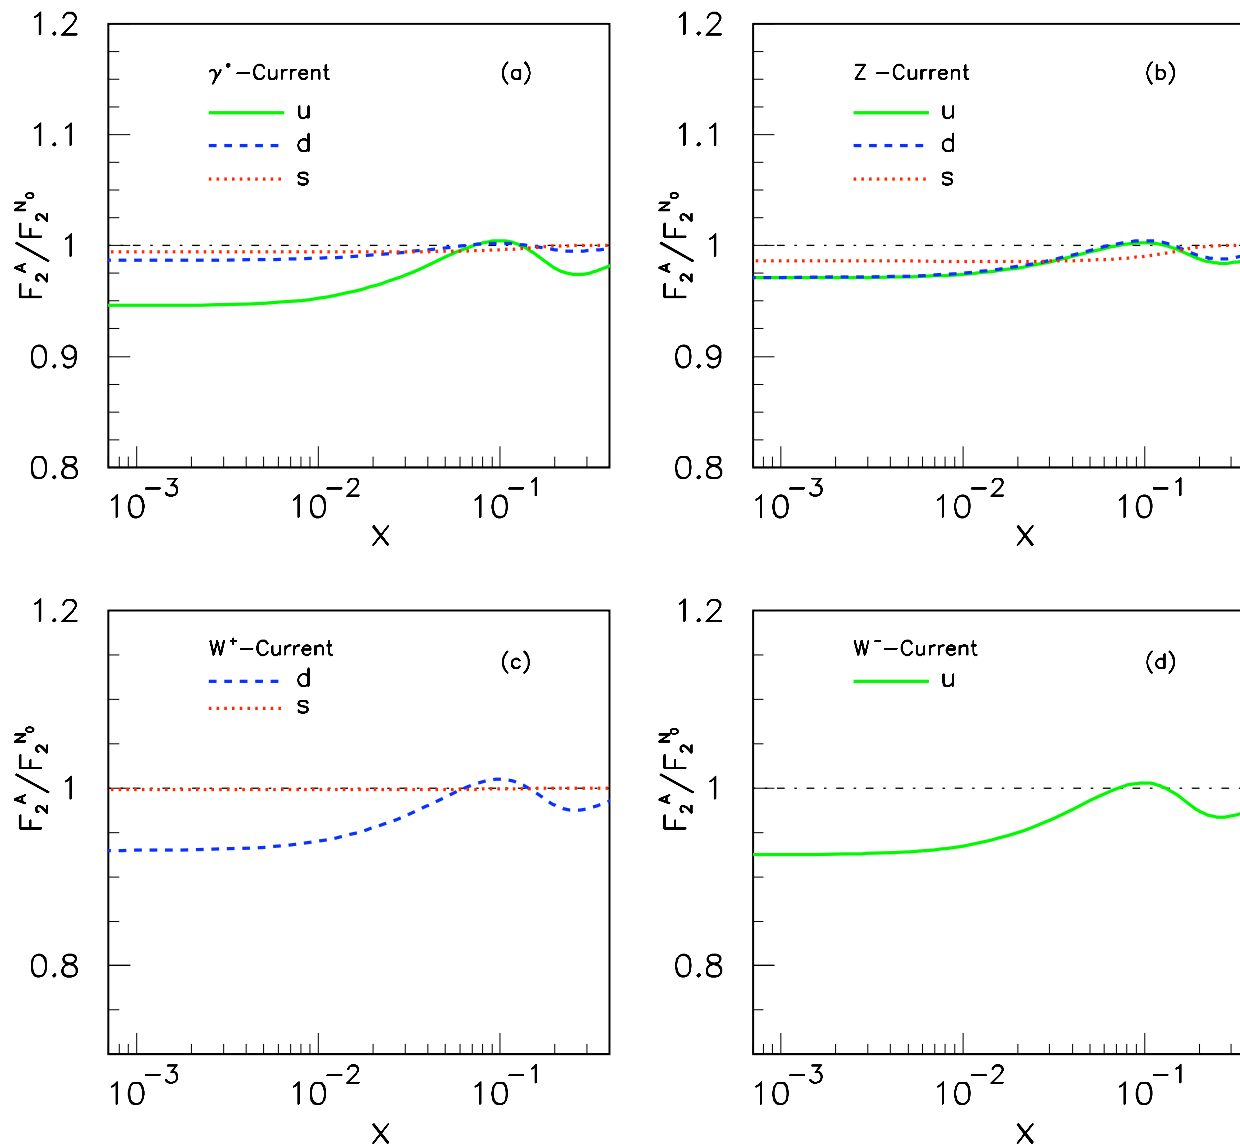 1.2
1.1
1
0.9
0.8
γ*-Current (a)
u
d
s
F₂ᴬ/F₂ᴺ⁰
10⁻³ 10⁻² 10⁻¹
X
1.2
1.1
1
0.9
0.8
Z -Current (b)
u
d
s
F₂ᴬ/F₂ᴺ⁰
10⁻³ 10⁻² 10⁻¹
X
1.2
1
0.8
W⁺-Current (c)
d
s
F₂ᴬ/F₂ᴺ⁰
10⁻³ 10⁻² 10⁻¹
X
1.2
1
0.8
W⁻-Current (d)
u
F₂ᴬ/F₂ᴺ⁰
10⁻³ 10⁻² 10⁻¹
X